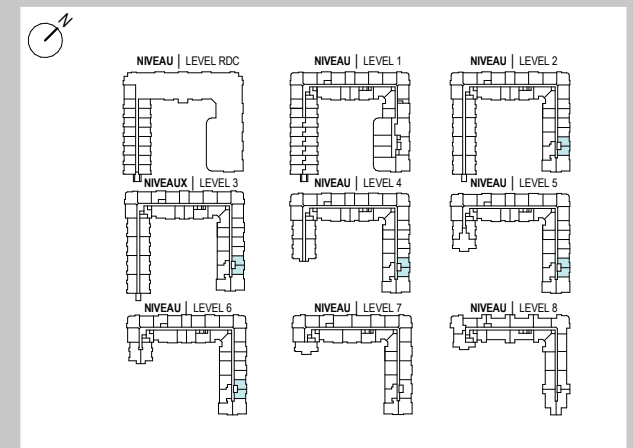 N
NIVEAU | LEVEL RDC
NIVEAU | LEVEL 1
NIVEAU | LEVEL 2
NIVEAUX | LEVEL 3
NIVEAU | LEVEL 4
NIVEAU | LEVEL 5
NIVEAU | LEVEL 6
NIVEAU | LEVEL 7
NIVEAU | LEVEL 8